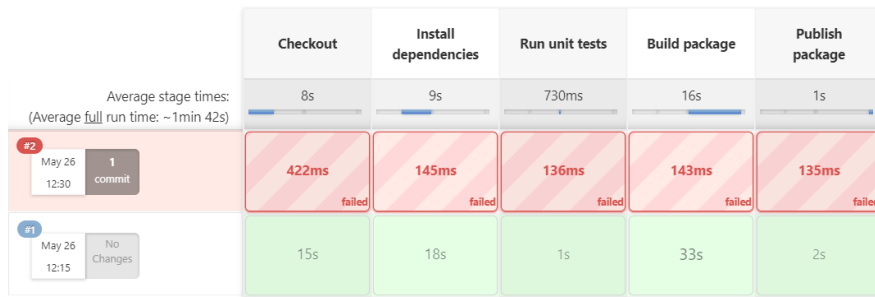 Checkout
Install
dependencies
Run unit tests
Build package
Publish
package
Average stage times:
(Average full run time: ~1min 42s)
8s
9s
730ms
16s
1s
#2
May 26
12:30
1
commit
422ms
failed
145ms
failed
136ms
failed
143ms
failed
135ms
failed
#1
May 26
12:15
No
Changes
15s
18s
1s
33s
2s